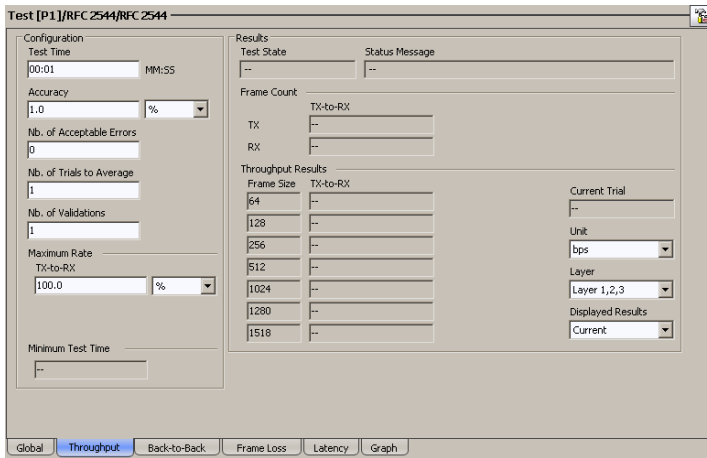 Test [P1]/RFC 2544/RFC 2544
Configuration
Test Time
00:01 MM:SS
Accuracy
1.0 %
Nb. of Acceptable Errors
0
Nb. of Trials to Average
1
Nb. of Validations
1
Maximum Rate
TX-to-RX
100.0 %
Minimum Test Time
--
Results
Test State Status Message
-- --
Frame Count
TX-to-RX
TX --
RX --
Throughput Results
Frame Size TX-to-RX
64 --
128 --
256 --
512 --
1024 --
1280 --
1518 --
Current Trial
--
Unit
bps
Layer
Layer 1,2,3
Displayed Results
Current
Global Throughput Back-to-Back Frame Loss Latency Graph